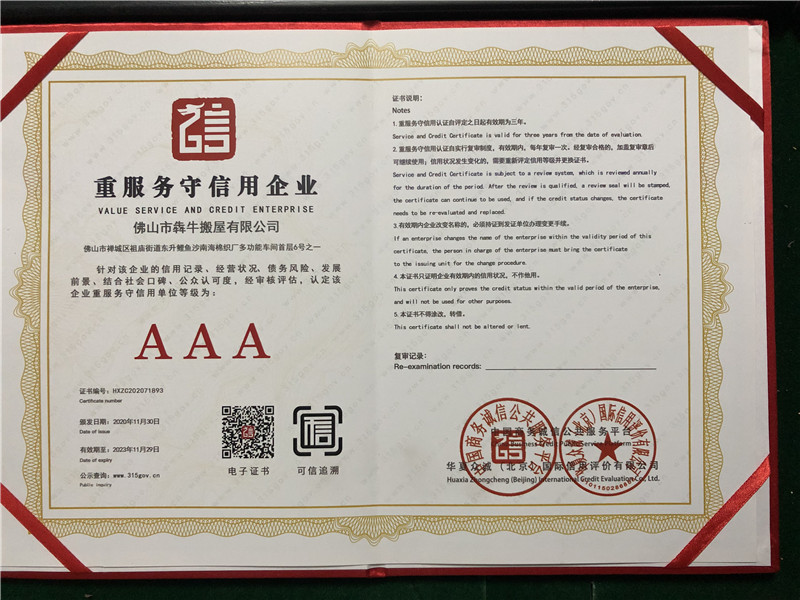 信
重服务守信用企业
VALUE SERVICE AND CREDIT ENTERPRISE
佛山市犇牛搬屋有限公司
佛山市禅城区祖庙街道东升鲤鱼沙南海棉织厂多功能车间首层6号之一
针对该企业的信用记录、经营状况、债务风险、发展
前景、结合社会口碑、公众认可度，经审核评估，认定该
企业重服务守信用单位等级为：
AAA
证书编号：HXZC202071893
Certificate number
颁发日期：2020年11月30日
Date of issue
有效期至：2023年11月29日
Date of expiry
公示查询：www.315gov.cn
Public inquiry
电子证书
信
可信追溯
证书说明：
Notes
1.重服务守信用认证自评定之日起有效期为三年。
Service and Credit Certificate is valid for three years from the date of evaluation.
2.重服务守信用认证自实行复审制度，有效期内，每年复审一次。经复审合格的，加盖复审章后
可继续使用；信用状况发生变化的，需要重新评定信用等级并更换证书。
Service and Credit Certificate is subject to a review system, which is reviewed annually
for the duration of the period. After the review is qualified, a review seal will be stamped,
the certificate can continue to be used, and if the credit status changes, the certificate
needs to be re-evaluated and replaced.
3.有效期内企业改变名称的，必须持证到发证单位办理变更手续。
If an enterprise changes the name of the enterprise within the validity period of this
certificate, the person in charge of the enterprise must bring the certificate
to the issuing unit for the change procedure.
4.本证书只证明企业有效期内的信用状况，不作他用。
This certificate only proves the credit status within the valid period of the enterprise,
and will not be used for other purposes.
5.本证书不得涂改，转借。
This certificate shall not be altered or lent.
复审记录：
Re-examination records:
中国商务诚信公共服务平台
华夏众诚（北京）国际信用评价有限公司
Huaxia Zhongcheng (Beijing) International Credit Evaluation Co., Ltd.